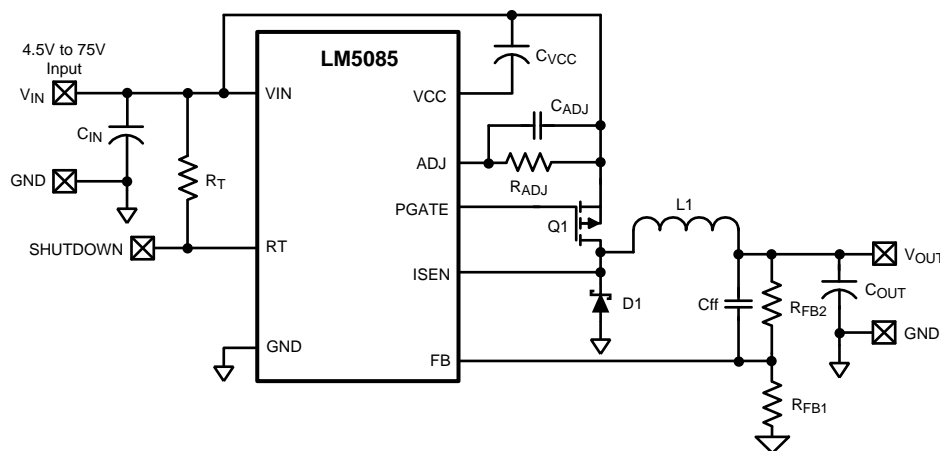 4.5V to 75V
Input
VIN
CIN
GND
RT
SHUTDOWN
LM5085
VIN
VCC
ADJ
PGATE
RT
ISEN
GND
FB
CVCC
CADJ
RADJ
Q1
L1
D1
Cff
RFB2
COUT
VOUT
GND
RFB1